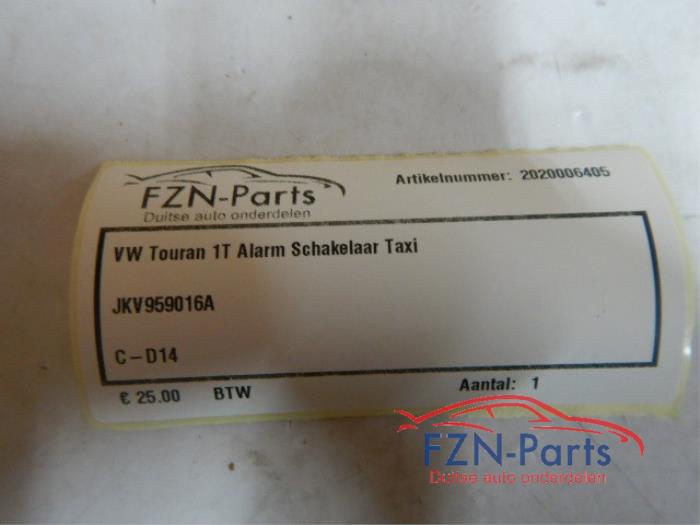 FZN-Parts
Duitse auto onderdelen
Artikelnummer: 2020006405
VW Touran 1T Alarm Schakelaar Taxi
JKV959016A
C-D14
€ 25.00 BTW
Aantal: 1
FZN-Parts
Duitse auto onderdelen